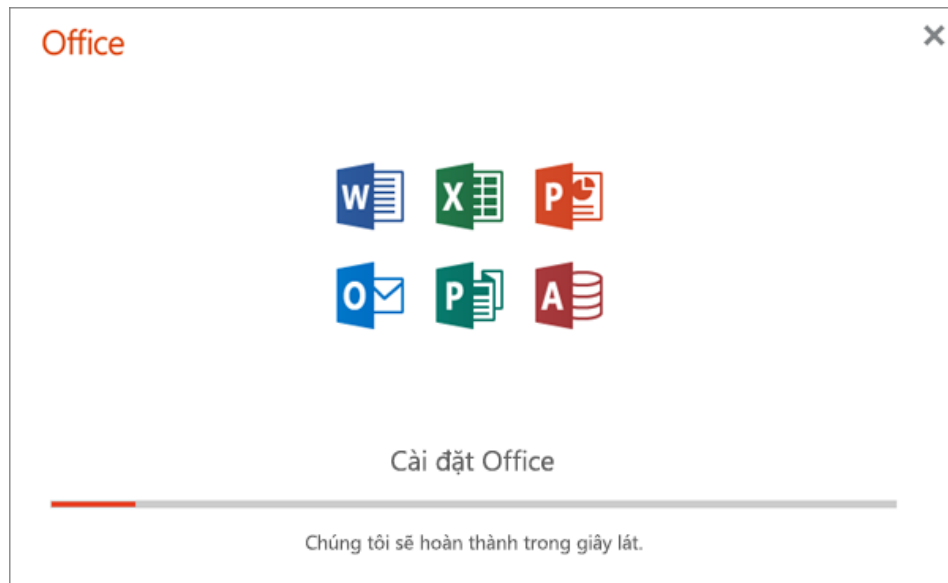 Office
W X P
O P A
Cài đặt Office
Chúng tôi sẽ hoàn thành trong giây lát.